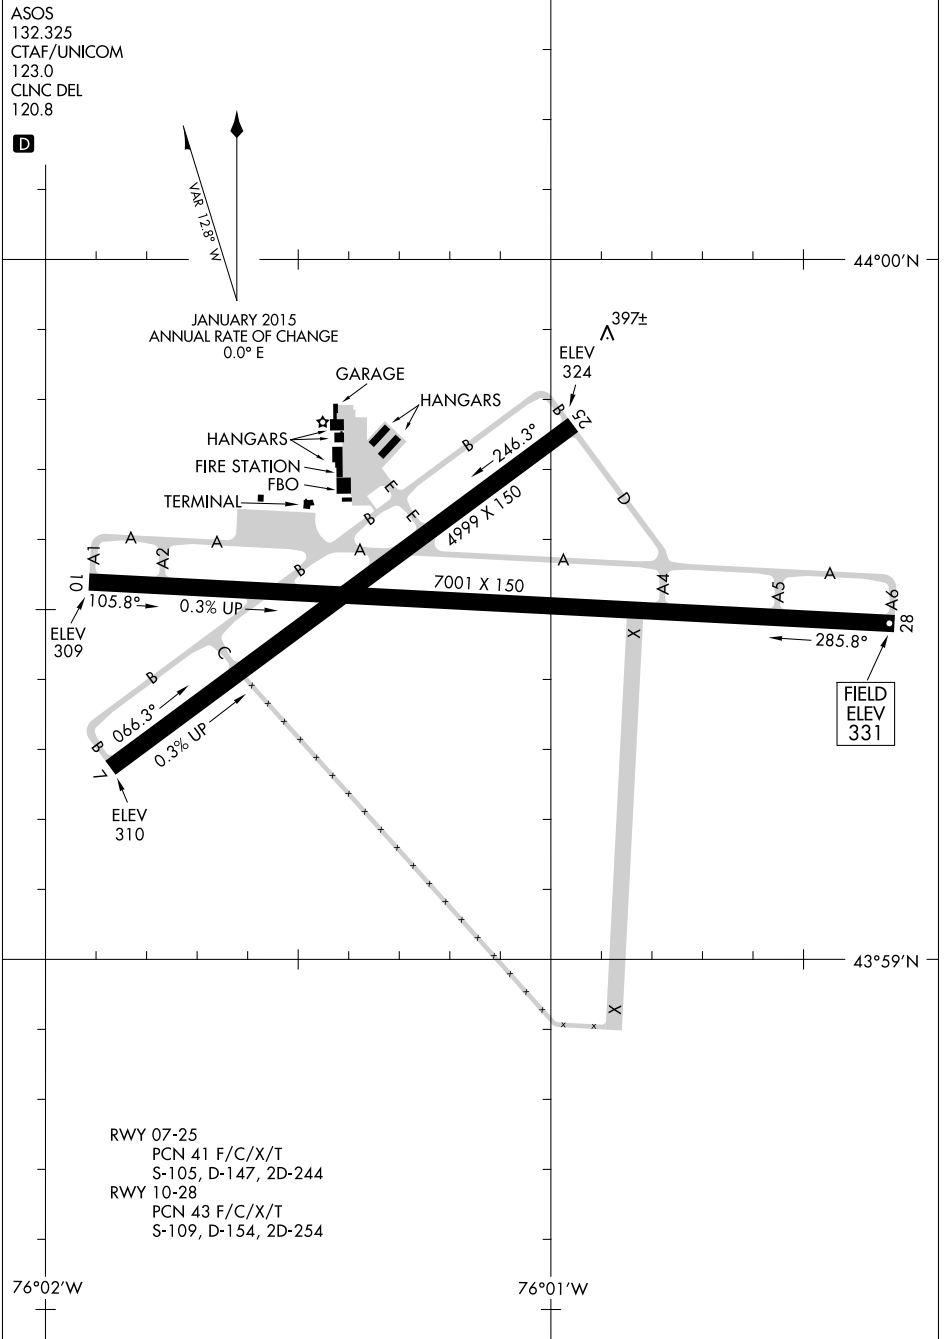 ASOS
132.325
CTAF/UNICOM
123.0
CLNC DEL
120.8
D
VAR 12.8° W
44°00'N
JANUARY 2015
ANNUAL RATE OF CHANGE
0.0° E
397±
ELEV
324
GARAGE
HANGARS
HANGARS
FIRE STATION
FBO
TERMINAL
B
25
B
246.3°
4999 X 150
E
E
B
D
A
A2
A
A1
A
B
A
A
A4
A5
A6
10
105.8°
0.3% UP
7001 X 150
28
285.8°
ELEV
309
X
C
B
066.3°
0.3% UP
B
7
FIELD
ELEV
331
ELEV
310
43°59'N
X
x
x
RWY 07-25
PCN 41 F/C/X/T
S-105, D-147, 2D-244
RWY 10-28
PCN 43 F/C/X/T
S-109, D-154, 2D-254
76°02'W
76°01'W